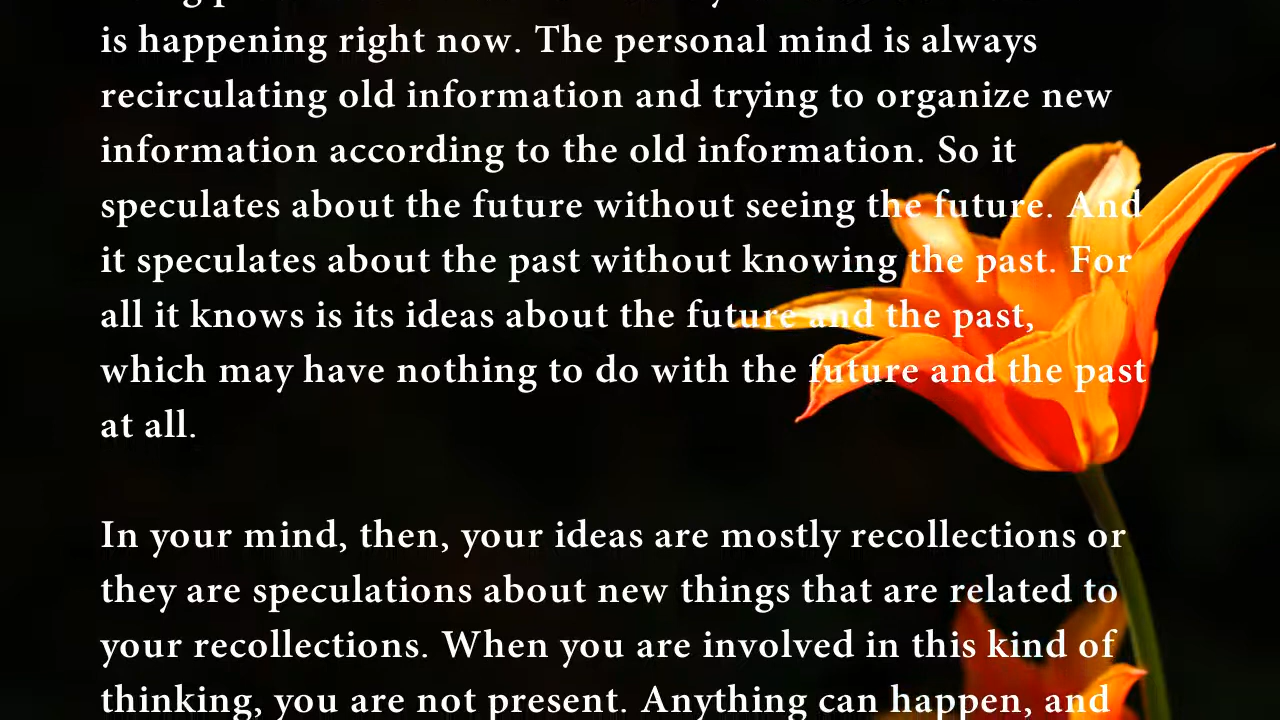 is happening right now. The personal mind is always
recirculating old information and trying to organize new
information according to the old information. So it
speculates about the future without seeing the future. And
it speculates about the past without knowing the past. For
all it knows is its ideas about the future and the past,
which may have nothing to do with the future and the past
at all.
In your mind, then, your ideas are mostly recollections or
they are speculations about new things that are related to
your recollections. When you are involved in this kind of
thinking, you are not present. Anything can happen, and